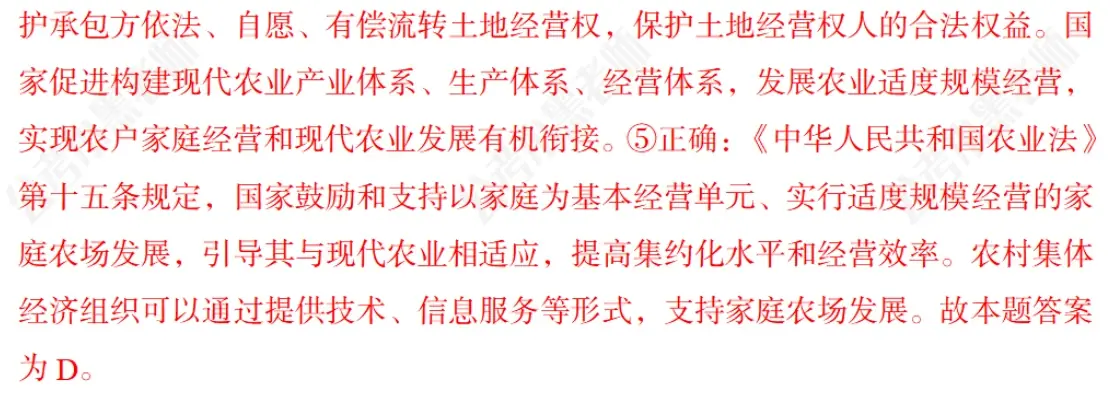 护承包方依法、自愿、有偿流转土地经营权，保护土地经营权人的合法权益。国
家促进构建现代农业产业体系、生产体系、经营体系，发展农业适度规模经营，
实现农户家庭经营和现代农业发展有机衔接。⑤正确：《中华人民共和国农业法》
第十五条规定，国家鼓励和支持以家庭为基本经营单元、实行适度规模经营的家
庭农场发展，引导其与现代农业相适应，提高集约化水平和经营效率。农村集体
经济组织可以通过提供技术、信息服务等形式，支持家庭农场发展。故本题答案
为 D。